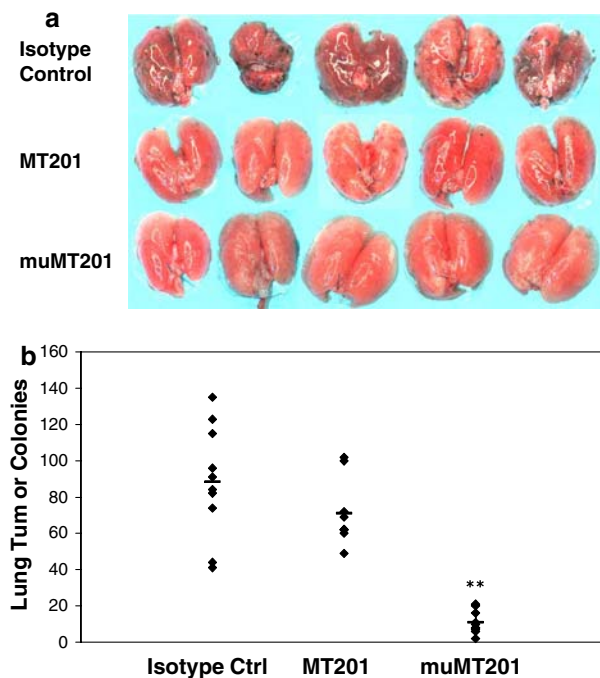 a
Isotype
Control
MT201
muMT201
b
160
140
120
100
80
60
40
20
0
Lung Tum or Colonies
**
Isotype Ctrl MT201 muMT201